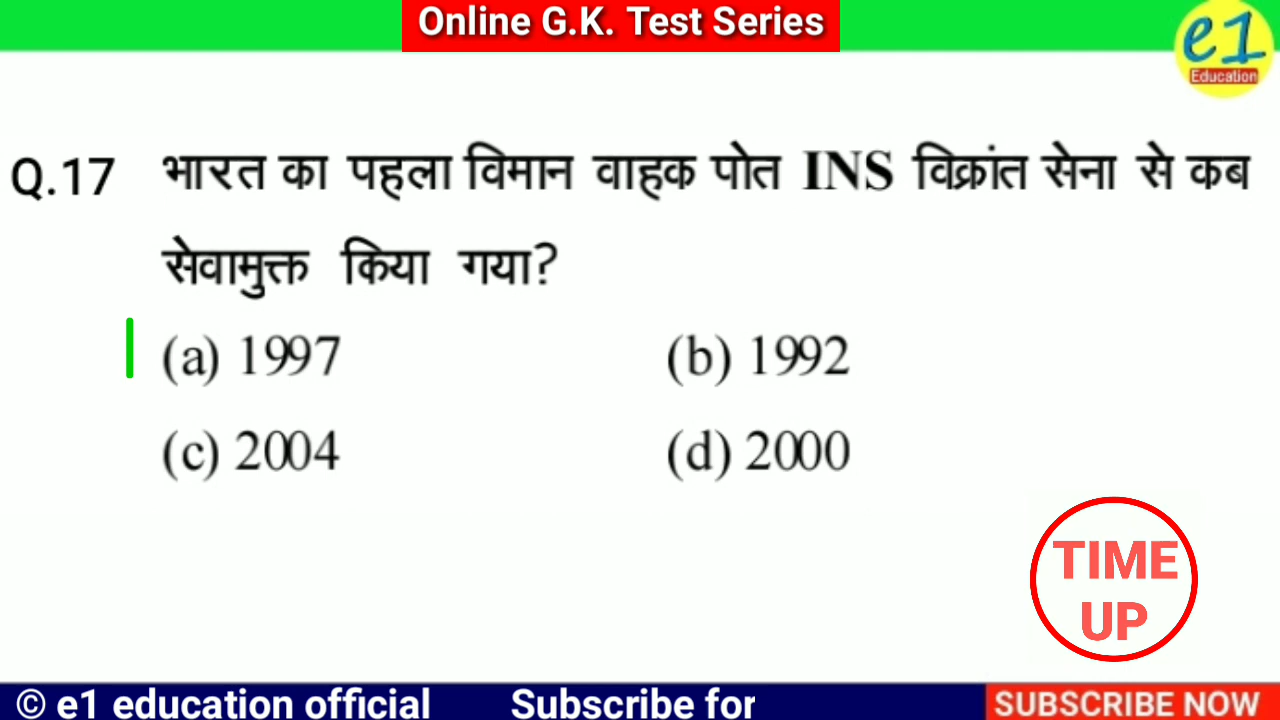 Online G.K. Test Series
e1
Education
Q.17 भारत का पहला विमान वाहक पोत INS विक्रांत सेना से कब
सेवामुक्त किया गया?
(a) 1997 (b) 1992
(c) 2004 (d) 2000
TIME
UP
© e1 education official Subscribe for SUBSCRIBE NOW